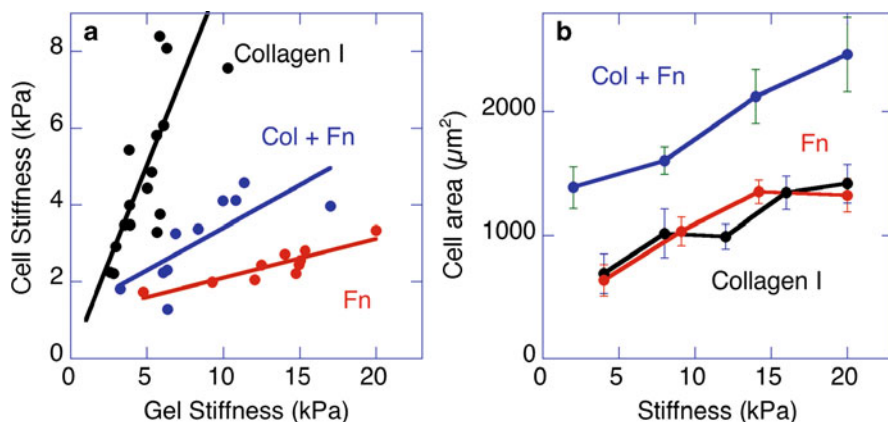 a
Collagen I
Col + Fn
Fn
Cell Stiffness (kPa)
8
6
4
2
0
0 5 10 15 20
Gel Stiffness (kPa)
b
Col + Fn
Fn
Collagen I
Cell area (µm²)
2000
1000
0
0 5 10 15 20
Stiffness (kPa)